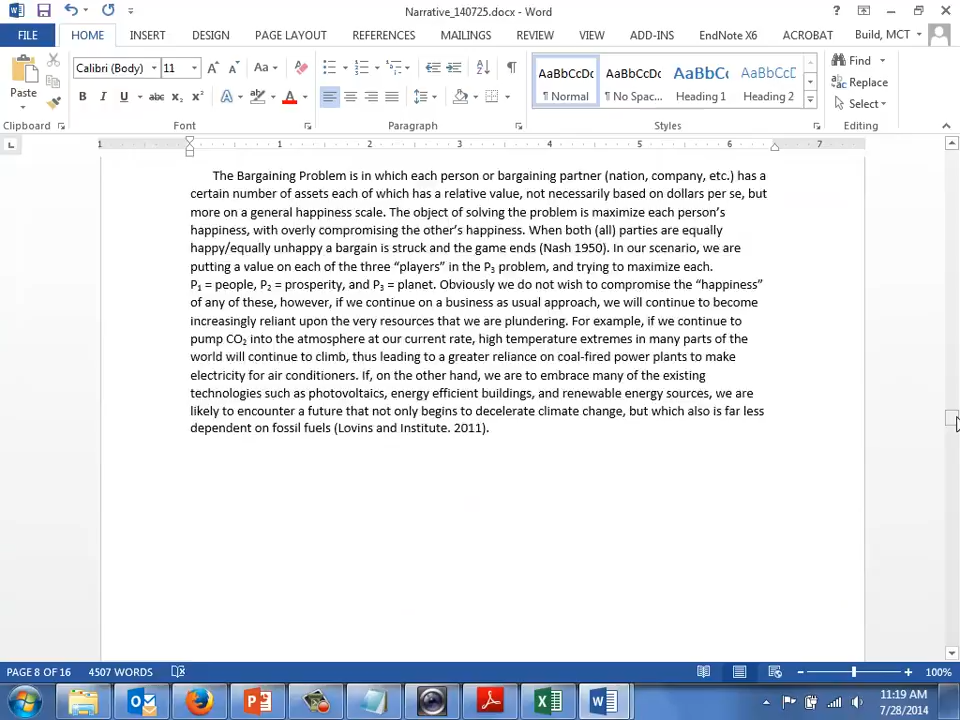 Narrative_140725.docx - Word
FILE HOME INSERT DESIGN PAGE LAYOUT REFERENCES MAILINGS REVIEW VIEW ADD-INS EndNote X6 ACROBAT Build, MCT
Calibri (Body) 11
Paste
Clipboard Font Paragraph Styles Editing
AaBbCcDc AaBbCcDc AaBbC AaBbCcD
¶ Normal ¶ No Spac... Heading 1 Heading 2
Find
Replace
Select
1 1 2 3 4 5 6 7
The Bargaining Problem is in which each person or bargaining partner (nation, company, etc.) has a
certain number of assets each of which has a relative value, not necessarily based on dollars per se, but
more on a general happiness scale. The object of solving the problem is maximize each person’s
happiness, with overly compromising the other’s happiness. When both (all) parties are equally
happy/equally unhappy a bargain is struck and the game ends (Nash 1950). In our scenario, we are
putting a value on each of the three “players” in the P₃ problem, and trying to maximize each.
P₁ = people, P₂ = prosperity, and P₃ = planet. Obviously we do not wish to compromise the “happiness”
of any of these, however, if we continue on a business as usual approach, we will continue to become
increasingly reliant upon the very resources that we are plundering. For example, if we continue to
pump CO₂ into the atmosphere at our current rate, high temperature extremes in many parts of the
world will continue to climb, thus leading to a greater reliance on coal-fired power plants to make
electricity for air conditioners. If, on the other hand, we are to embrace many of the existing
technologies such as photovoltaics, energy efficient buildings, and renewable energy sources, we are
likely to encounter a future that not only begins to decelerate climate change, but which also is far less
dependent on fossil fuels (Lovins and Institute. 2011).
PAGE 8 OF 16 4507 WORDS 100%
11:19 AM
7/28/2014